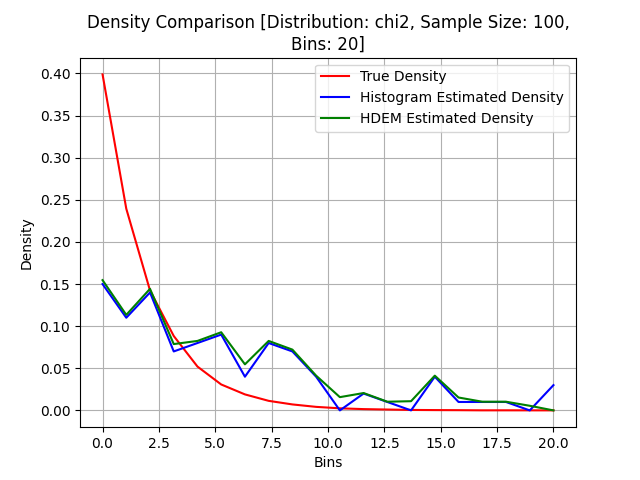 Density Comparison [Distribution: chi2, Sample Size: 100,
Bins: 20]
True Density
Histogram Estimated Density
HDEM Estimated Density
Density
0.40
0.35
0.30
0.25
0.20
0.15
0.10
0.05
0.00
0.0 2.5 5.0 7.5 10.0 12.5 15.0 17.5 20.0
Bins